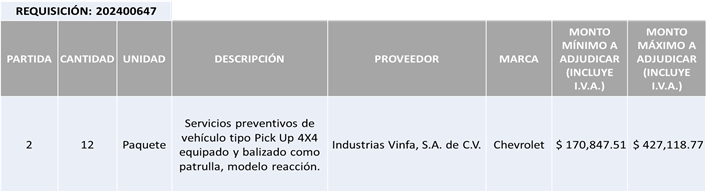 REQUISICIÓN: 202400647
PARTIDA CANTIDAD UNIDAD DESCRIPCIÓN PROVEEDOR MARCA MONTO MÍNIMO A ADJUDICAR (INCLUYE I.V.A.) MONTO MÁXIMO A ADJUDICAR (INCLUYE I.V.A.)
2 12 Paquete Servicios preventivos de vehículo tipo Pick Up 4X4 equipado y balizado como patrulla, modelo reacción. Industrias Vinfa, S.A. de C.V. Chevrolet $ 170,847.51 $ 427,118.77